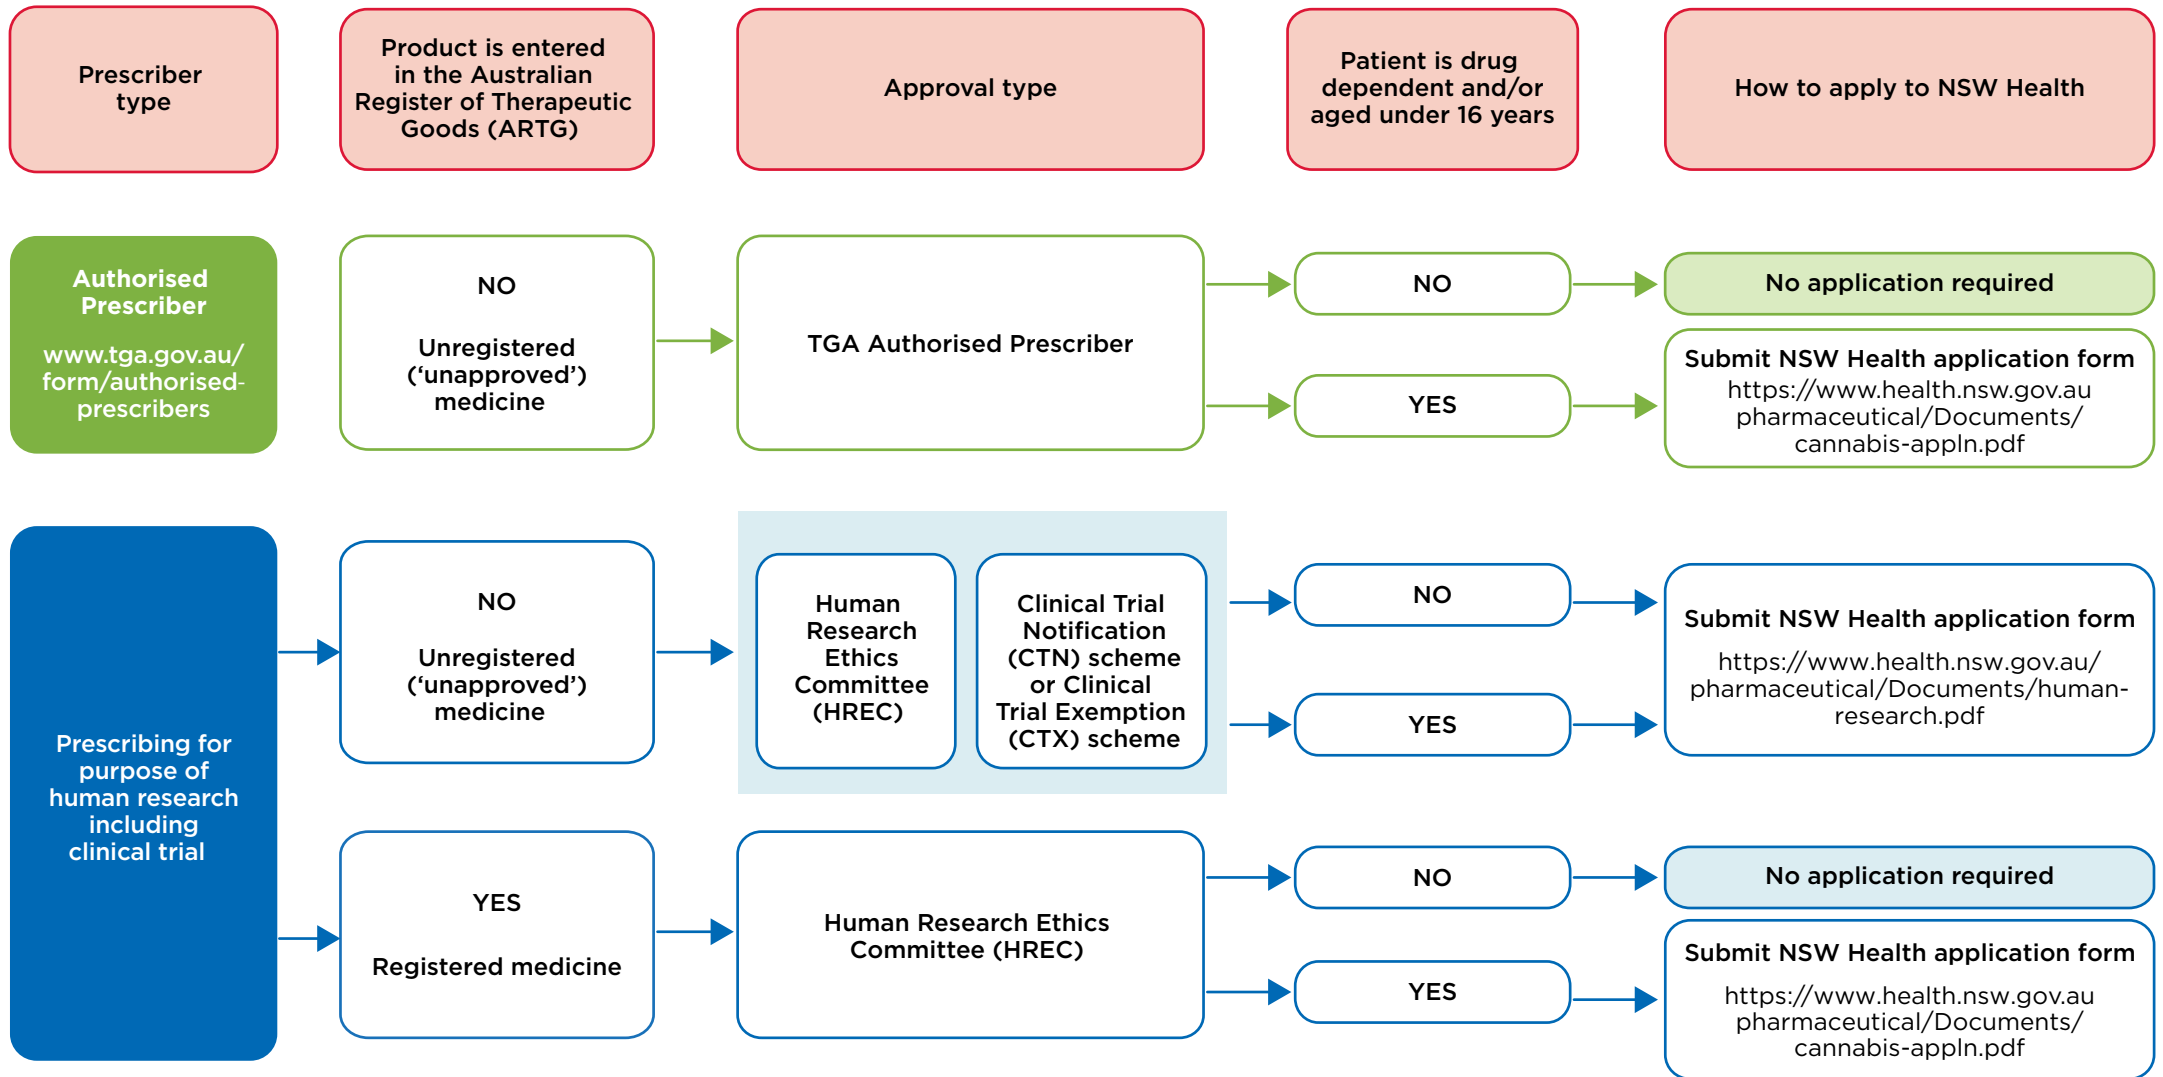 Prescriber
type
Product is entered
in the Australian
Register of Therapeutic
Goods (ARTG)
Approval type
Patient is drug
dependent and/or
aged under 16 years
How to apply to NSW Health
Authorised
Prescriber
www.tga.gov.au/
form/authorised-
prescribers
NO
Unregistered
(‘unapproved’)
medicine
TGA Authorised Prescriber
NO
No application required
YES
Submit NSW Health application form
https://www.health.nsw.gov.au
pharmaceutical/Documents/
cannabis-appln.pdf
Prescribing for
purpose of
human research
including
clinical trial
NO
Unregistered
(‘unapproved’)
medicine
Human
Research
Ethics
Committee
(HREC)
Clinical Trial
Notification
(CTN) scheme
or Clinical
Trial Exemption
(CTX) scheme
NO
YES
Submit NSW Health application form
https://www.health.nsw.gov.au/
pharmaceutical/Documents/human-
research.pdf
YES
Registered medicine
Human Research Ethics
Committee (HREC)
NO
No application required
YES
Submit NSW Health application form
https://www.health.nsw.gov.au
pharmaceutical/Documents/
cannabis-appln.pdf